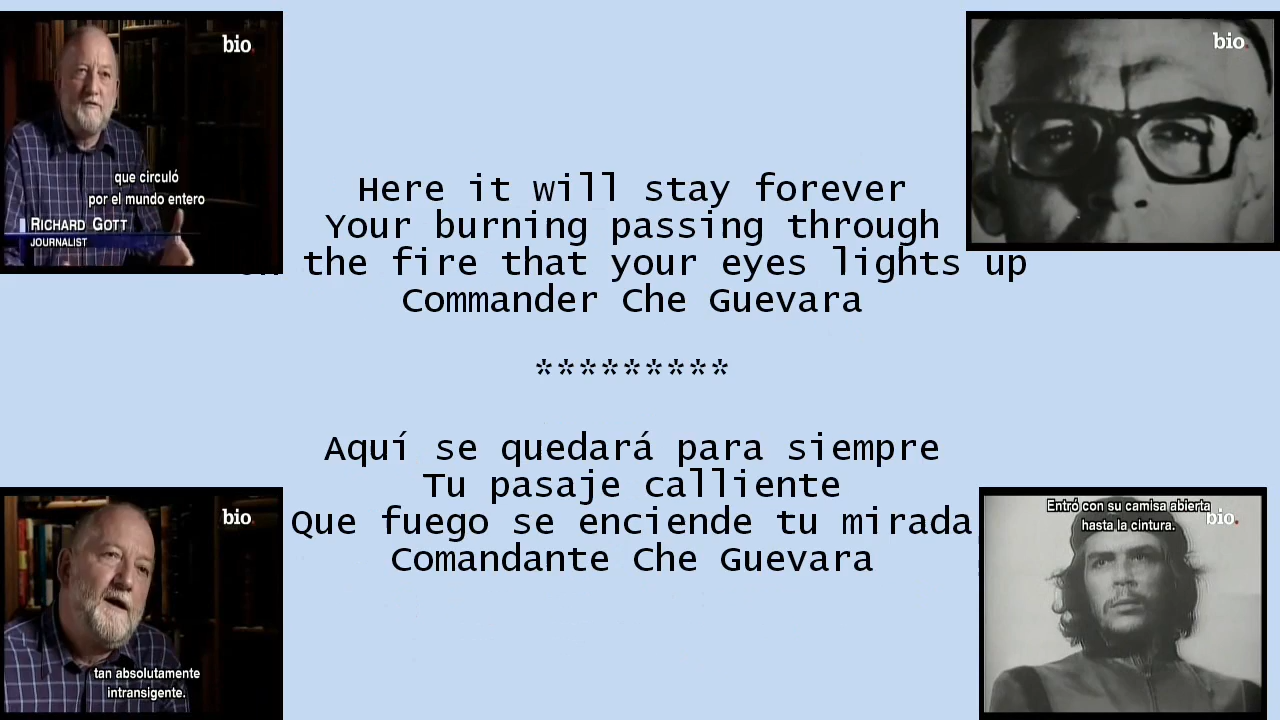 bio.
que circuló
por el mundo entero
RICHARD GOTT
JOURNALIST
bio.
Here it will stay forever
Your burning passing through
the fire that your eyes lights up
Commander Che Guevara
*********
Aquí se quedará para siempre
Tu pasaje calliente
Que fuego se enciende tu mirada
Comandante Che Guevara
bio.
tan absolutamente
intransigente.
Entró con su camisa abierta
hasta la cintura.
bio.